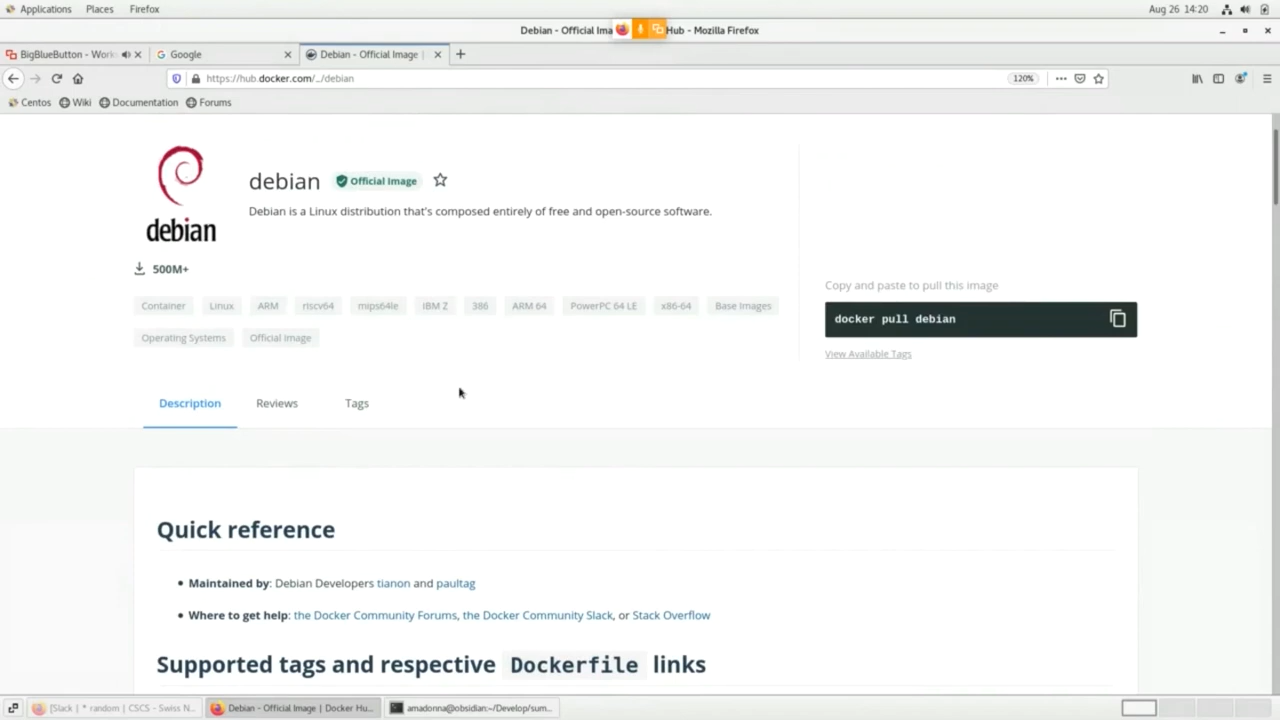 Applications Places Firefox Aug 26 14:20
Debian - Official Ima Hub - Mozilla Firefox
BigBlueButton - Work Google Debian - Official Image |
https://hub.docker.com/_/debian 120%
Centos Wiki Documentation Forums
debian Official Image
Debian is a Linux distribution that's composed entirely of free and open-source software.
debian
500M+
Container Linux ARM riscv64 mips64le IBM Z 386 ARM 64 PowerPC 64 LE x86-64 Base Images
Operating Systems Official Image
Copy and paste to pull this image
docker pull debian
View Available Tags
Description Reviews Tags
Quick reference
Maintained by: Debian Developers tianon and paultag
Where to get help: the Docker Community Forums, the Docker Community Slack, or Stack Overflow
Supported tags and respective Dockerfile links
[Slack | * random | CSCS - Swiss N... Debian - Official Image | Docker Hu... amadonna@obsidian:~/Develop/sum...